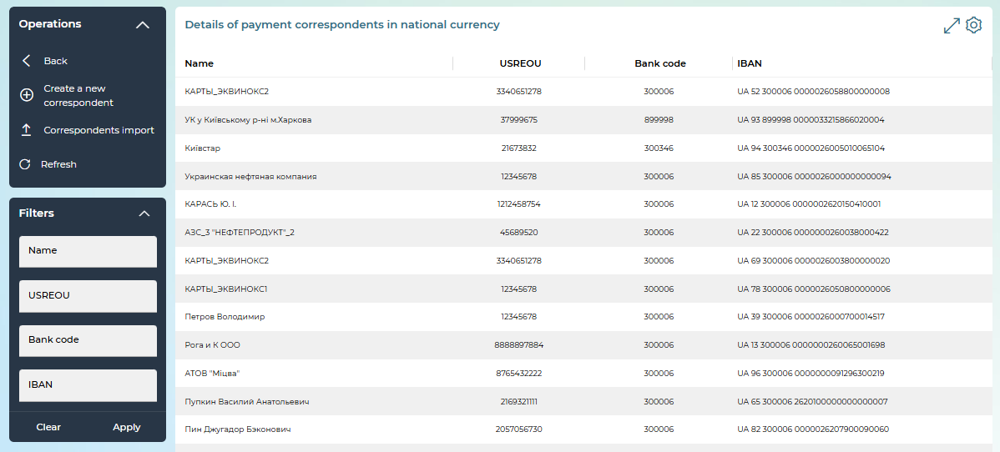 Operations
Back
Create a new
correspondent
Correspondents import
Refresh
Filters
Name
USREOU
Bank code
IBAN
Clear Apply
Details of payment correspondents in national currency
Name USREOU Bank code IBAN
КАРТЫ_ЭКВИНОКС2 3340651278 300006 UA 52 300006 0000026058800000008
УК у Київському р-ні м.Харкова 37999675 899998 UA 93 899998 0000033215866020004
Київстар 21673832 300346 UA 94 300346 0000026005010065104
Украинская нефтяная компания 12345678 300006 UA 85 300006 0000026000000000094
КАРАСЬ Ю. І. 1212458754 300006 UA 12 300006 0000002620150410001
АЗС_3 "НЕФТЕПРОДУКТ"_2 45689520 300006 UA 22 300006 0000000260038000422
КАРТЫ_ЭКВИНОКС2 3340651278 300006 UA 69 300006 0000026003800000020
КАРТЫ_ЭКВИНОКС1 12345678 300006 UA 78 300006 0000026050800000006
Петров Володимир 12345678 300006 UA 39 300006 0000026000700014517
Рога и К ООО 8888897884 300006 UA 13 300006 0000000260065001698
АТОВ "Міцва" 8765432222 300006 UA 96 300006 0000000091296300219
Пупкин Василий Анатольевич 2169321111 300006 UA 65 300006 2620100000000000007
Пин Джугадор Бэконович 2057056730 300006 UA 82 300006 0000026207900090060